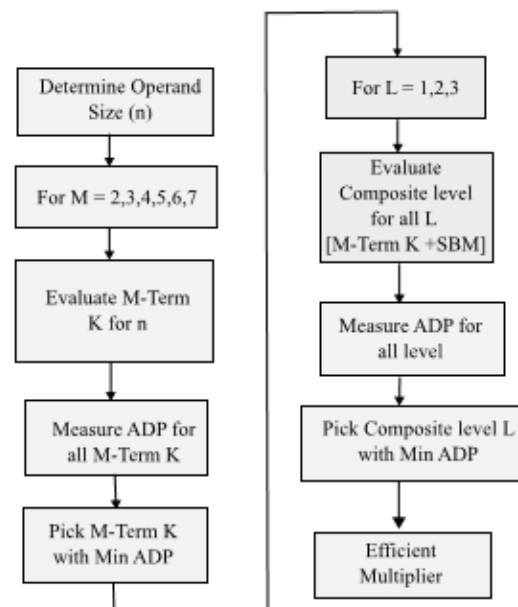 Determine Operand
Size (n)
For M = 2,3,4,5,6,7
Evaluate M-Term
K for n
Measure ADP for
all M-Term K
Pick M-Term K
with Min ADP
For L = 1,2,3
Evaluate
Composite level
for all L
[M-Term K +SBM]
Measure ADP for
all level
Pick Composite level L
with Min ADP
Efficient
Multiplier